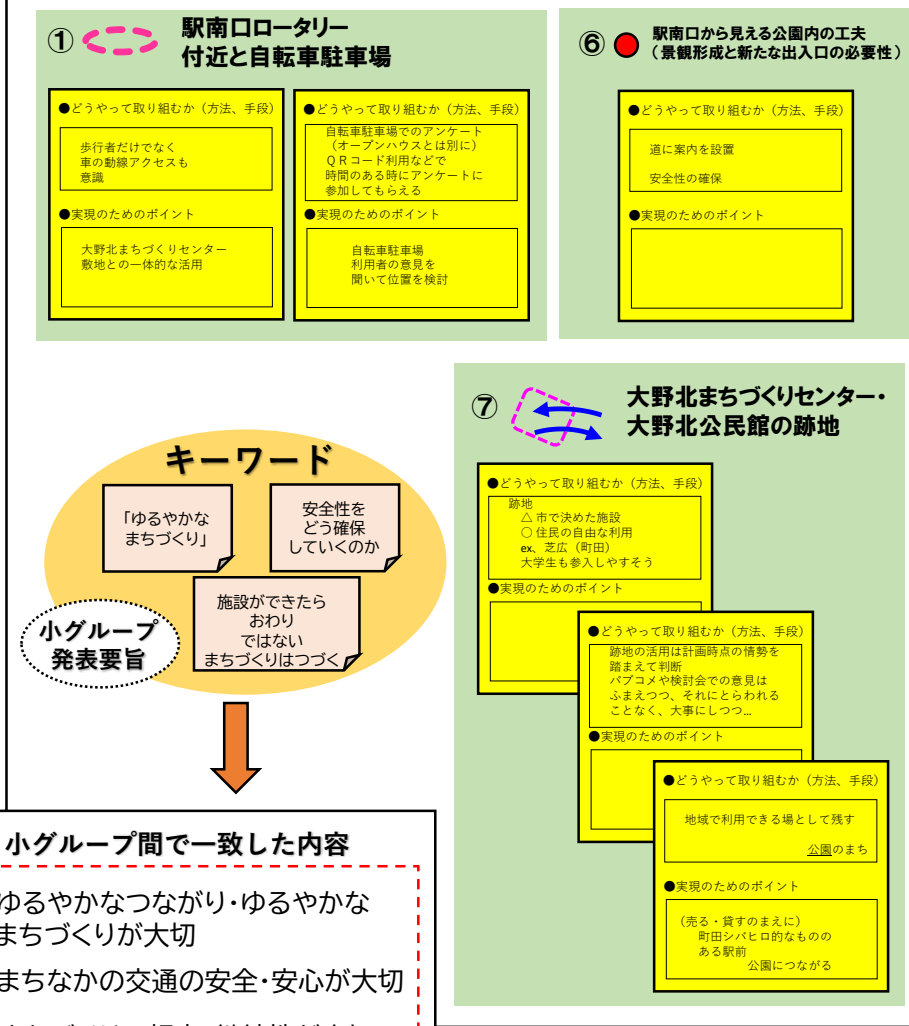 ① 駅南口ロータリー
付近と自転車駐車場
●どうやって取り組むか（方法、手段）
歩行者だけでなく
車の動線アクセスも
意識
●実現のためのポイント
大野北まちづくりセンター
敷地との一体的な活用
●どうやって取り組むか（方法、手段）
自転車駐車場でのアンケート
（オープンハウスとは別に）
ＱＲコード利用などで
時間のある時にアンケートに
参加してもらえる
●実現のためのポイント
自転車駐車場
利用者の意見を
聞いて位置を検討
⑥ 駅南口から見える公園内の工夫
（景観形成と新たな出入口の必要性）
●どうやって取り組むか（方法、手段）
道に案内を設置
安全性の確保
●実現のためのポイント
⑦ 大野北まちづくりセンター・
大野北公民館の跡地
●どうやって取り組むか（方法、手段）
跡地
△ 市で決めた施設
○ 住民の自由な利用
ex、芝広（町田）
大学生も参入しやすそう
●実現のためのポイント
●どうやって取り組むか（方法、手段）
跡地の活用は計画時点の情勢を
踏まえて判断
パブコメや検討会での意見は
ふまえつつ、それにとらわれる
ことなく、大事にしつつ…
●実現のためのポイント
●どうやって取り組むか（方法、手段）
地域で利用できる場として残す
公園のまち
●実現のためのポイント
（売る・貸すのまえに）
町田シバヒロ的なものの
ある駅前
公園につながる
キーワード
「ゆるやかな
まちづくり」
安全性を
どう確保
していくのか
施設ができたら
おわり
ではない
まちづくりはつづく
小グループ
発表要旨
小グループ間で一致した内容
ゆるやかなつながり・ゆるやかな
まちづくりが大切
まちなかの交通の安全・安心が大切